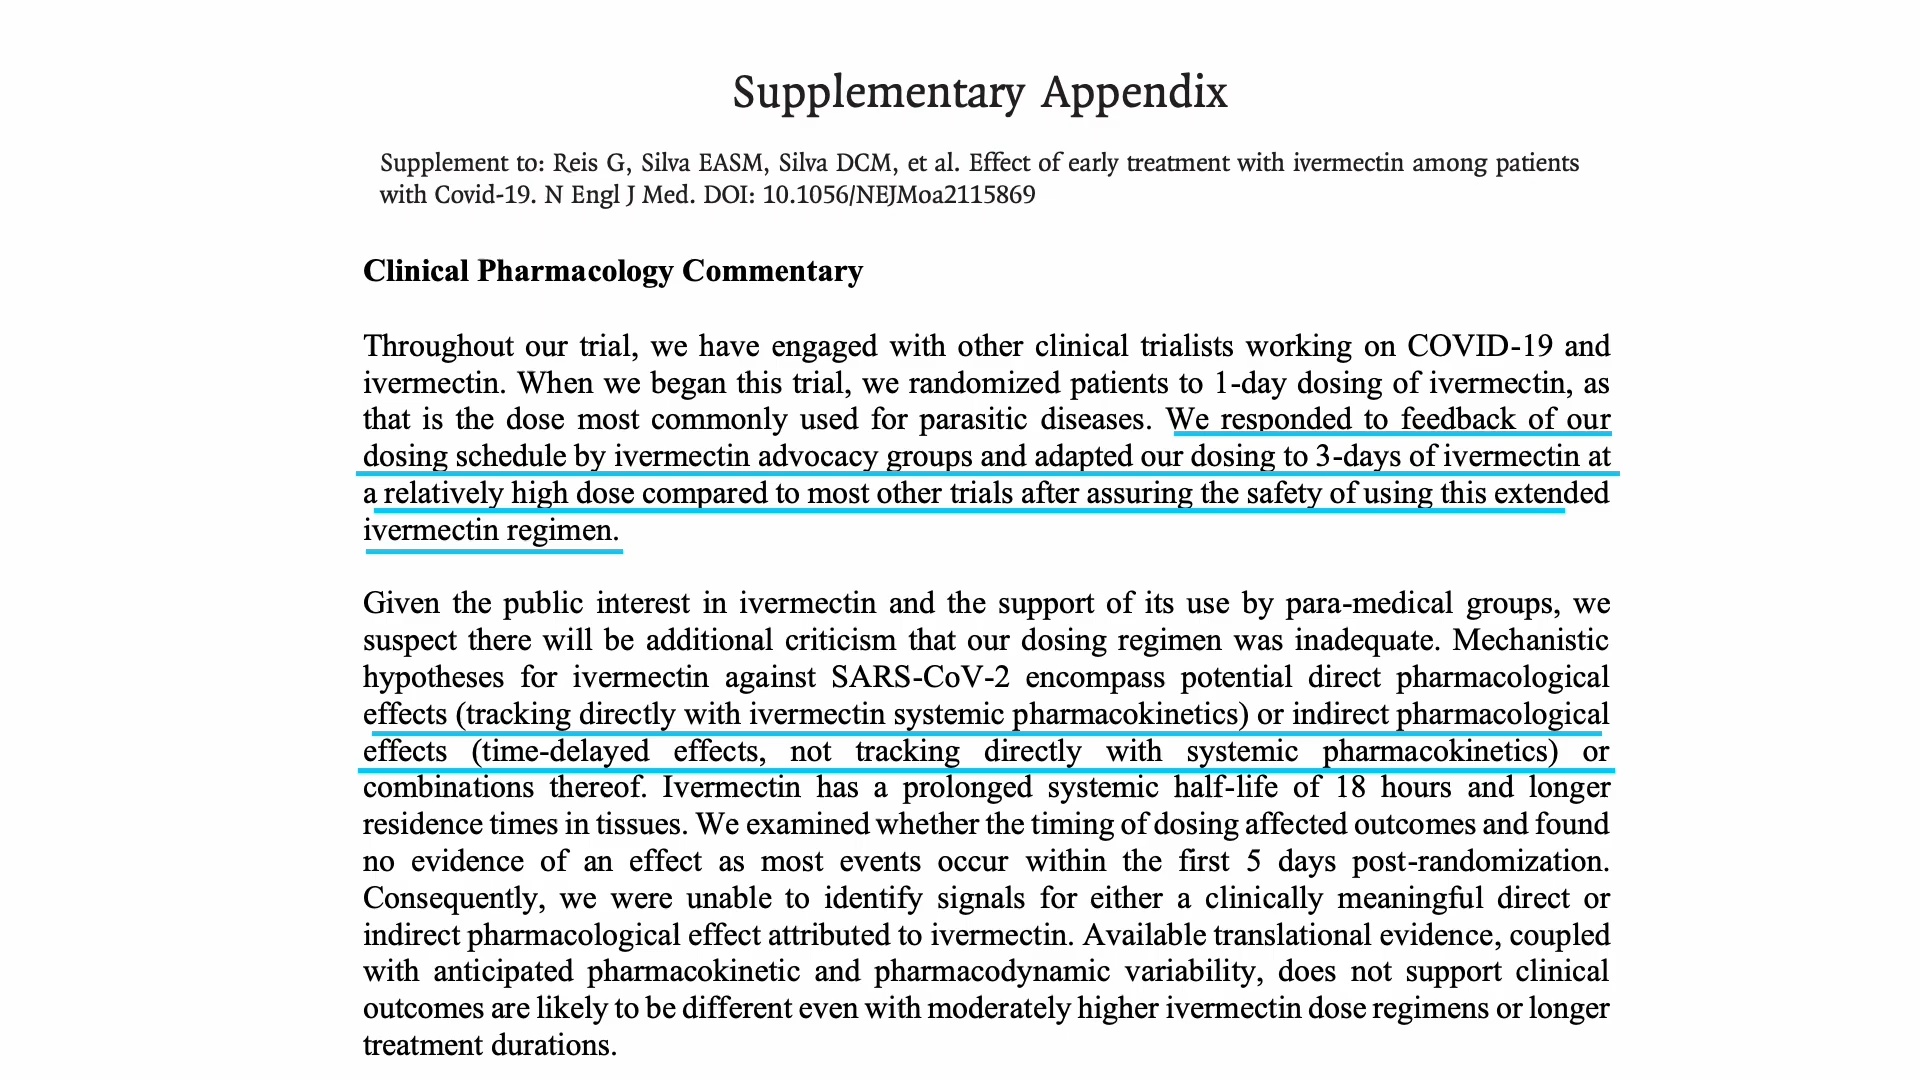 Supplementary Appendix
Supplement to: Reis G, Silva EASM, Silva DCM, et al. Effect of early treatment with ivermectin among patients
with Covid-19. N Engl J Med. DOI: 10.1056/NEJMoa2115869
Clinical Pharmacology Commentary
Throughout our trial, we have engaged with other clinical trialists working on COVID-19 and
ivermectin. When we began this trial, we randomized patients to 1-day dosing of ivermectin, as
that is the dose most commonly used for parasitic diseases. We responded to feedback of our
dosing schedule by ivermectin advocacy groups and adapted our dosing to 3-days of ivermectin at
a relatively high dose compared to most other trials after assuring the safety of using this extended
ivermectin regimen.
Given the public interest in ivermectin and the support of its use by para-medical groups, we
suspect there will be additional criticism that our dosing regimen was inadequate. Mechanistic
hypotheses for ivermectin against SARS-CoV-2 encompass potential direct pharmacological
effects (tracking directly with ivermectin systemic pharmacokinetics) or indirect pharmacological
effects (time-delayed effects, not tracking directly with systemic pharmacokinetics) or
combinations thereof. Ivermectin has a prolonged systemic half-life of 18 hours and longer
residence times in tissues. We examined whether the timing of dosing affected outcomes and found
no evidence of an effect as most events occur within the first 5 days post-randomization.
Consequently, we were unable to identify signals for either a clinically meaningful direct or
indirect pharmacological effect attributed to ivermectin. Available translational evidence, coupled
with anticipated pharmacokinetic and pharmacodynamic variability, does not support clinical
outcomes are likely to be different even with moderately higher ivermectin dose regimens or longer
treatment durations.